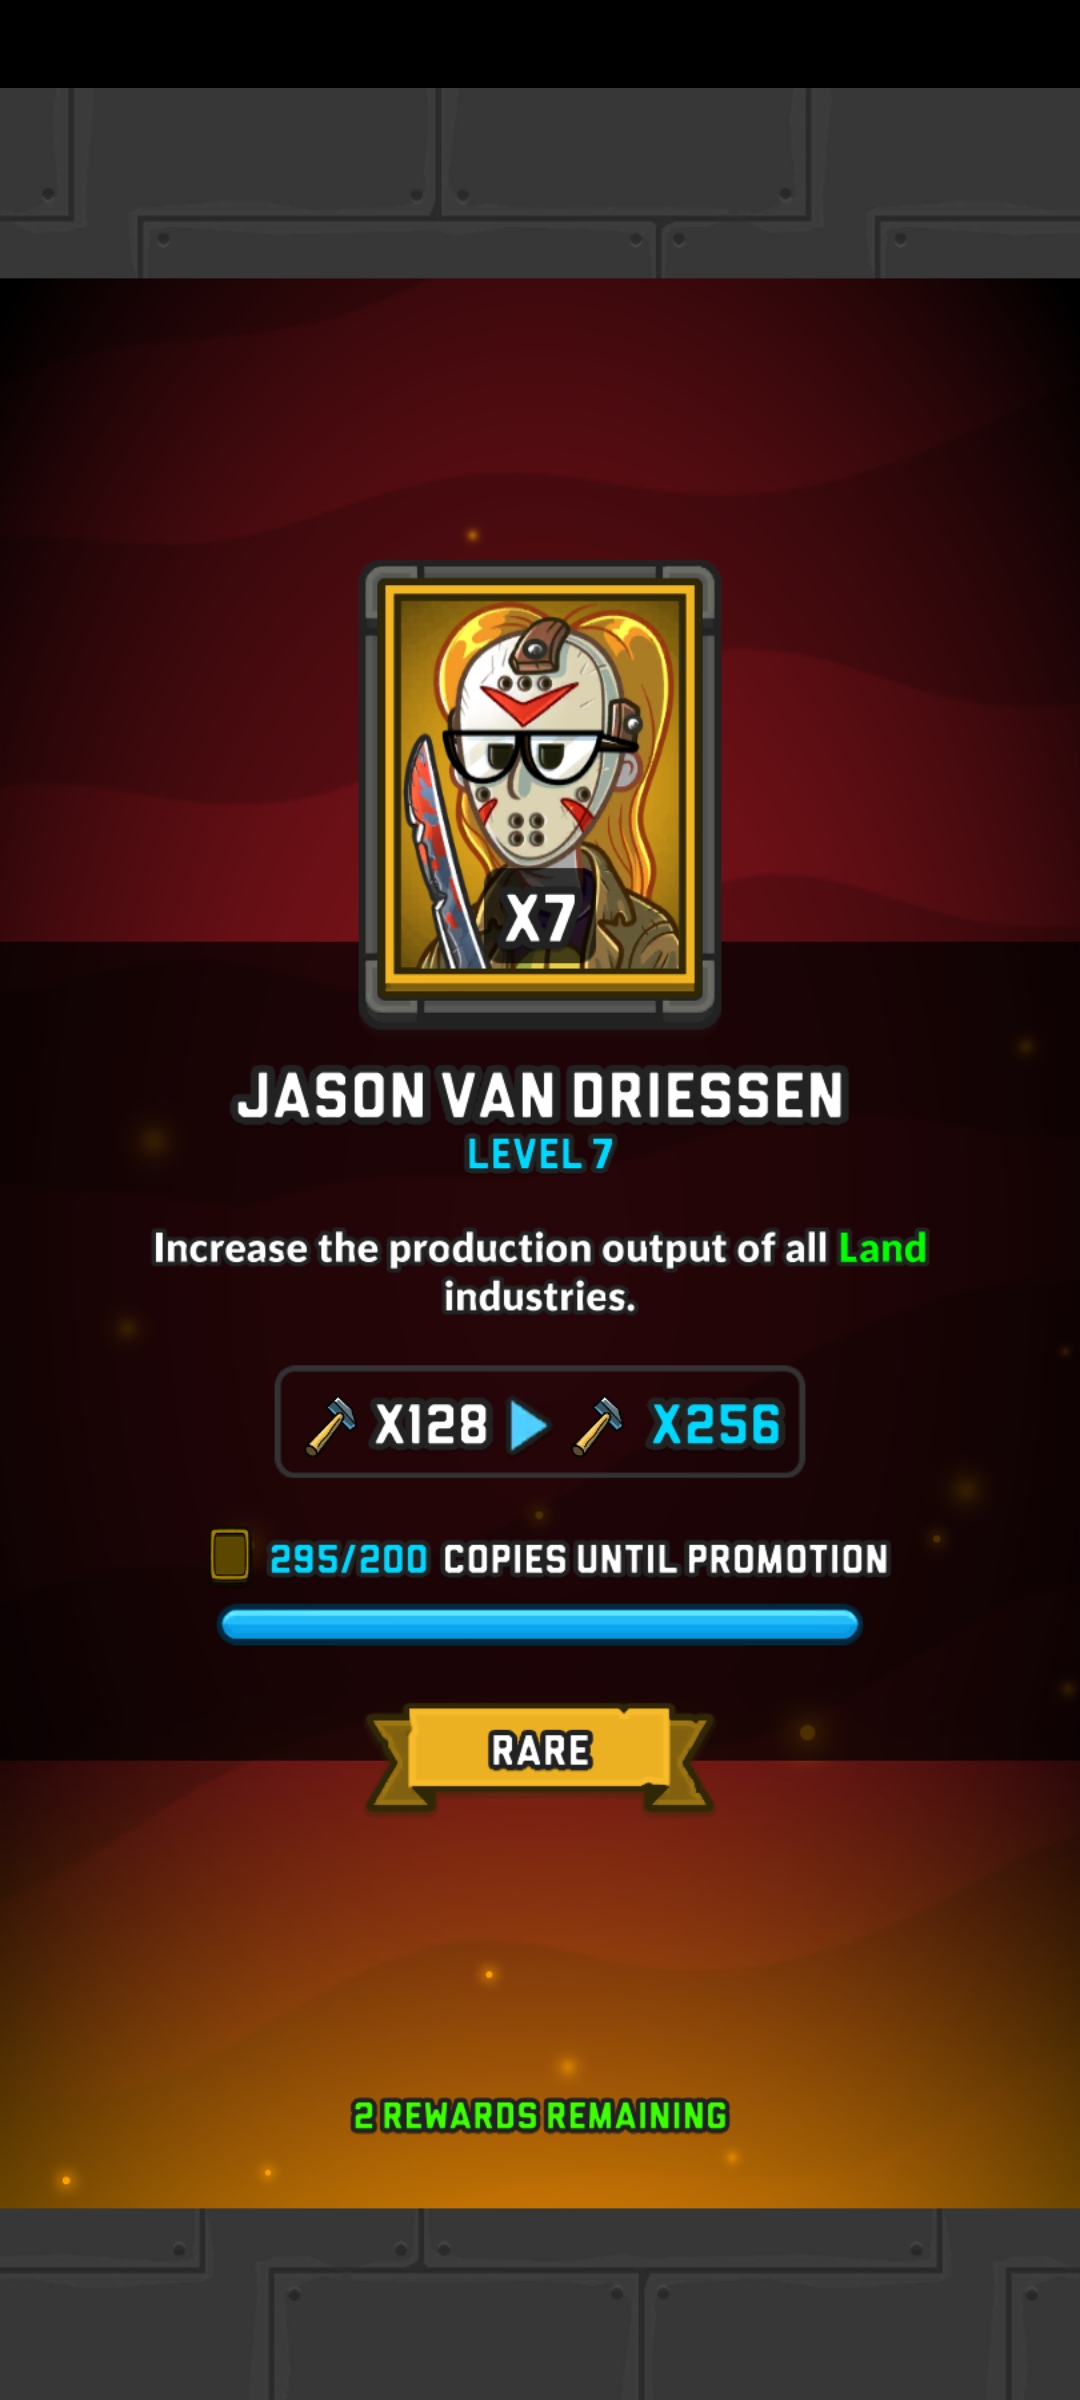 X7
JASON VAN DRIESSEN
LEVEL 7
Increase the production output of all Land
industries.
X128 X256
295/200 COPIES UNTIL PROMOTION
RARE
2 REWARDS REMAINING